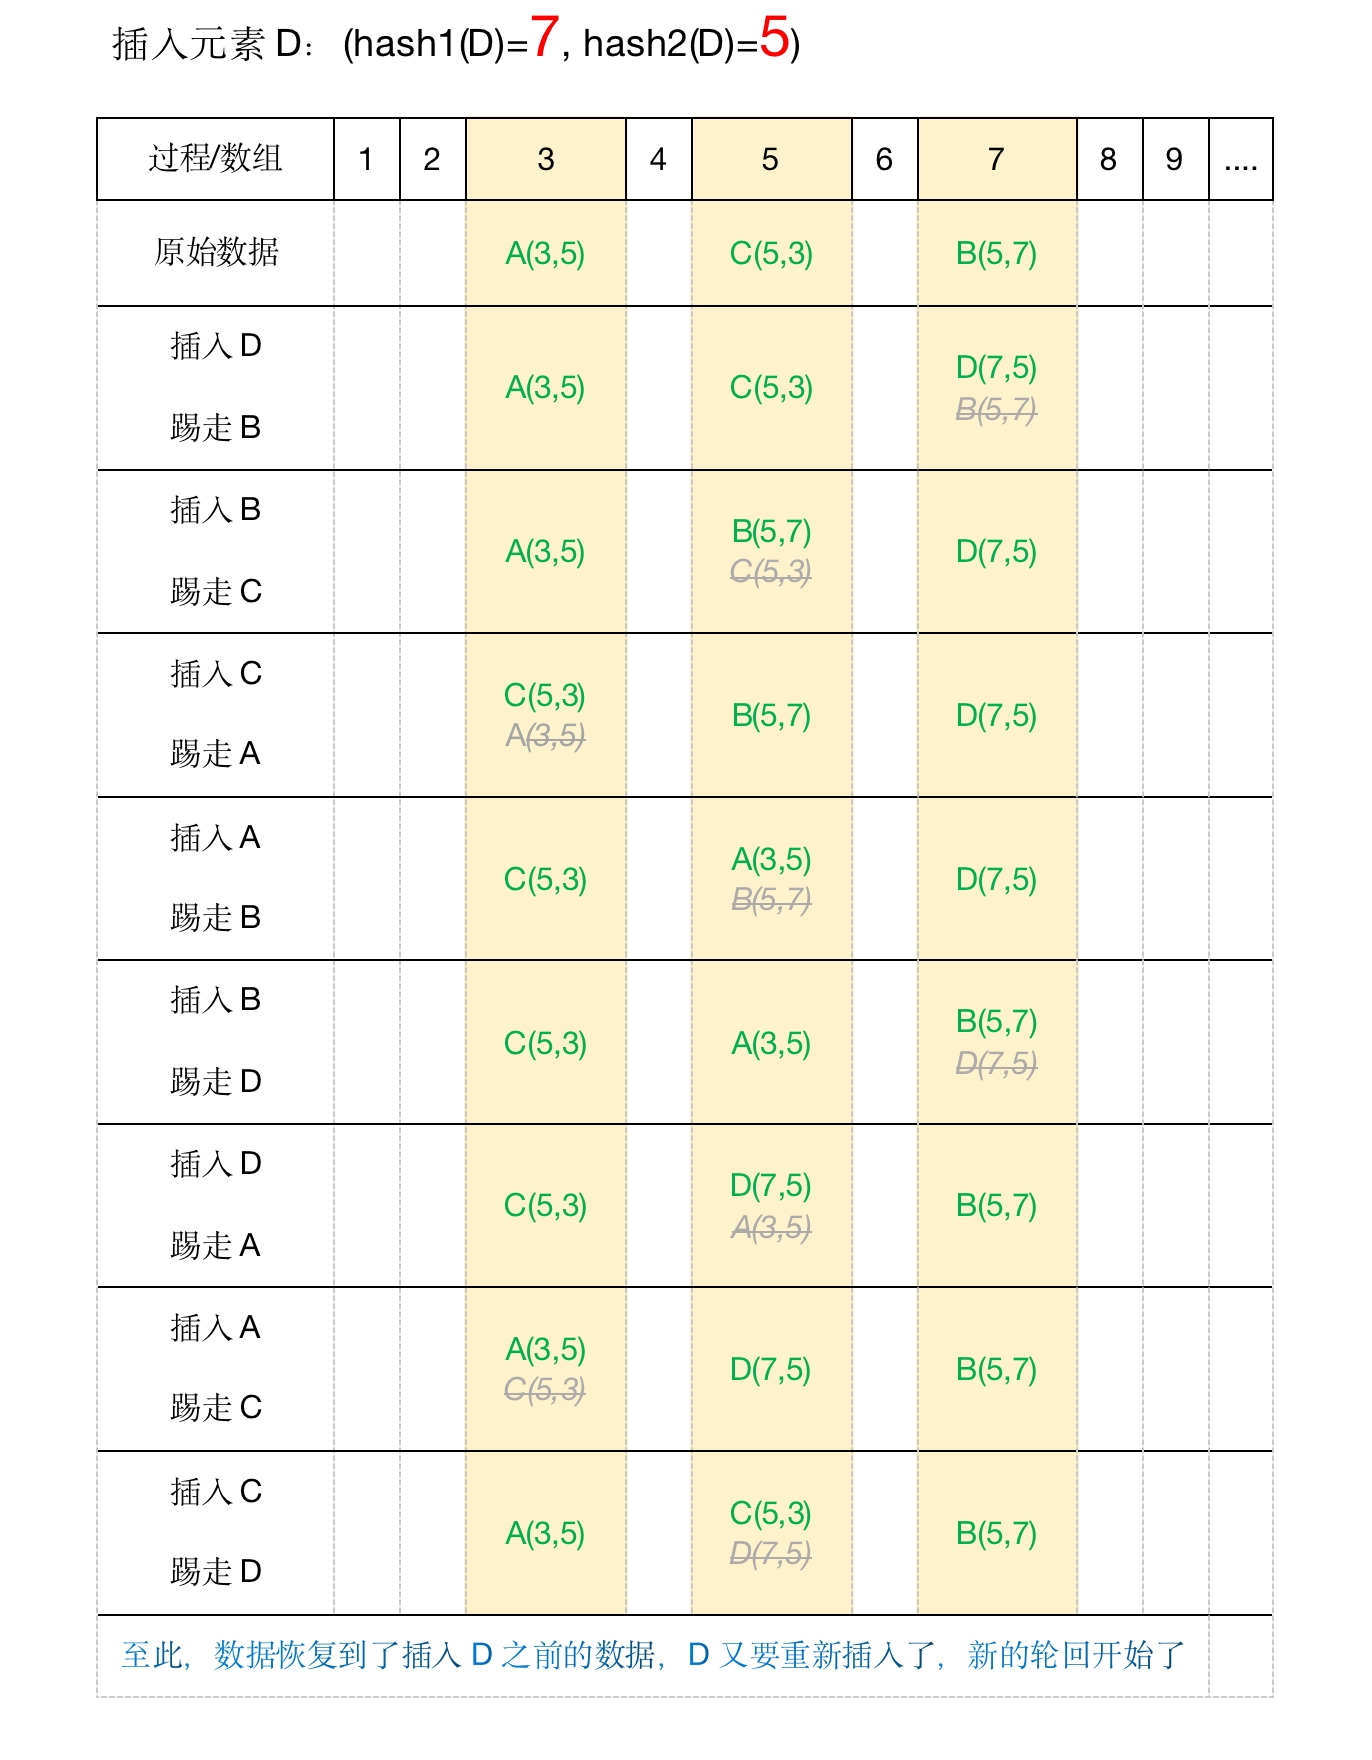 插入元素 D：(hash1(D)=7, hash2(D)=5)
过程/数组 1 2 3 4 5 6 7 8 9 ....
原始数据 A(3,5) C(5,3) B(5,7)
插入 D
踢走 B
A(3,5) C(5,3) D(7,5)
B(5,7)
插入 B
踢走 C
A(3,5) B(5,7) D(7,5)
C(5,3)
插入 C
踢走 A
C(5,3) B(5,7) D(7,5)
A(3,5)
插入 A
踢走 B
C(5,3) A(3,5) D(7,5)
B(5,7)
插入 B
踢走 D
C(5,3) A(3,5) B(5,7)
D(7,5)
插入 D
踢走 A
C(5,3) D(7,5) B(5,7)
A(3,5)
插入 A
踢走 C
A(3,5) D(7,5) B(5,7)
C(5,3)
插入 C
踢走 D
A(3,5) C(5,3) B(5,7)
D(7,5)
至此，数据恢复到了插入 D 之前的数据，D 又要重新插入了，新的轮回开始了